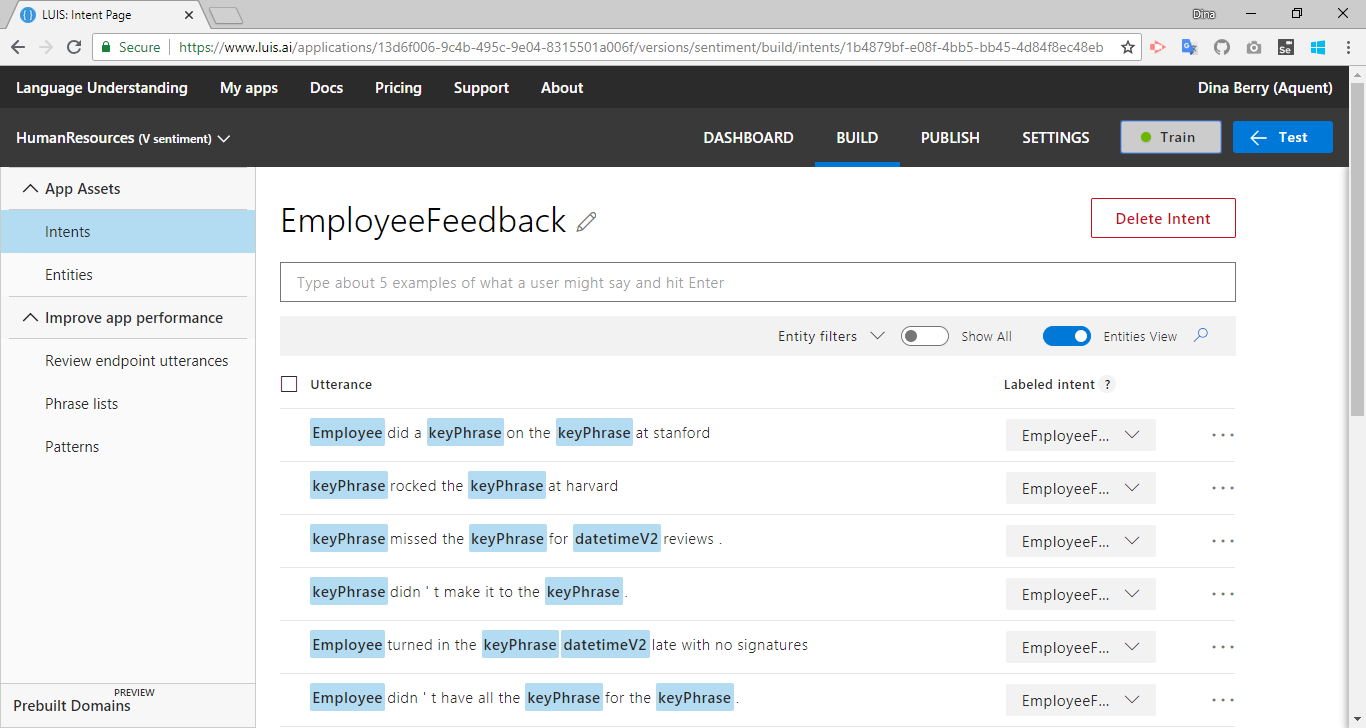 LUIS: Intent Page
Dina
Secure
https://www.luis.ai/applications/13d6f006-9c4b-495c-9e04-8315501a006f/versions/sentiment/build/intents/1b4879bf-e08f-4bb5-bb45-4d84f8ec48eb
Se
Language Understanding My apps Docs Pricing Support About Dina Berry (Aquent)
HumanResources (V sentiment) DASHBOARD BUILD PUBLISH SETTINGS Train Test
App Assets
Intents
Entities
Improve app performance
Review endpoint utterances
Phrase lists
Patterns
PREVIEW
Prebuilt Domains
EmployeeFeedback
Delete Intent
Type about 5 examples of what a user might say and hit Enter
Entity filters Show All Entities View
Utterance Labeled intent ?
Employee did a keyPhrase on the keyPhrase at stanford EmployeeF... ...
keyPhrase rocked the keyPhrase at harvard EmployeeF... ...
keyPhrase missed the keyPhrase for datetimeV2 reviews . EmployeeF... ...
keyPhrase didn ' t make it to the keyPhrase . EmployeeF... ...
Employee turned in the keyPhrase datetimeV2 late with no signatures EmployeeF... ...
Employee didn ' t have all the keyPhrase for the keyPhrase . EmployeeF... ...